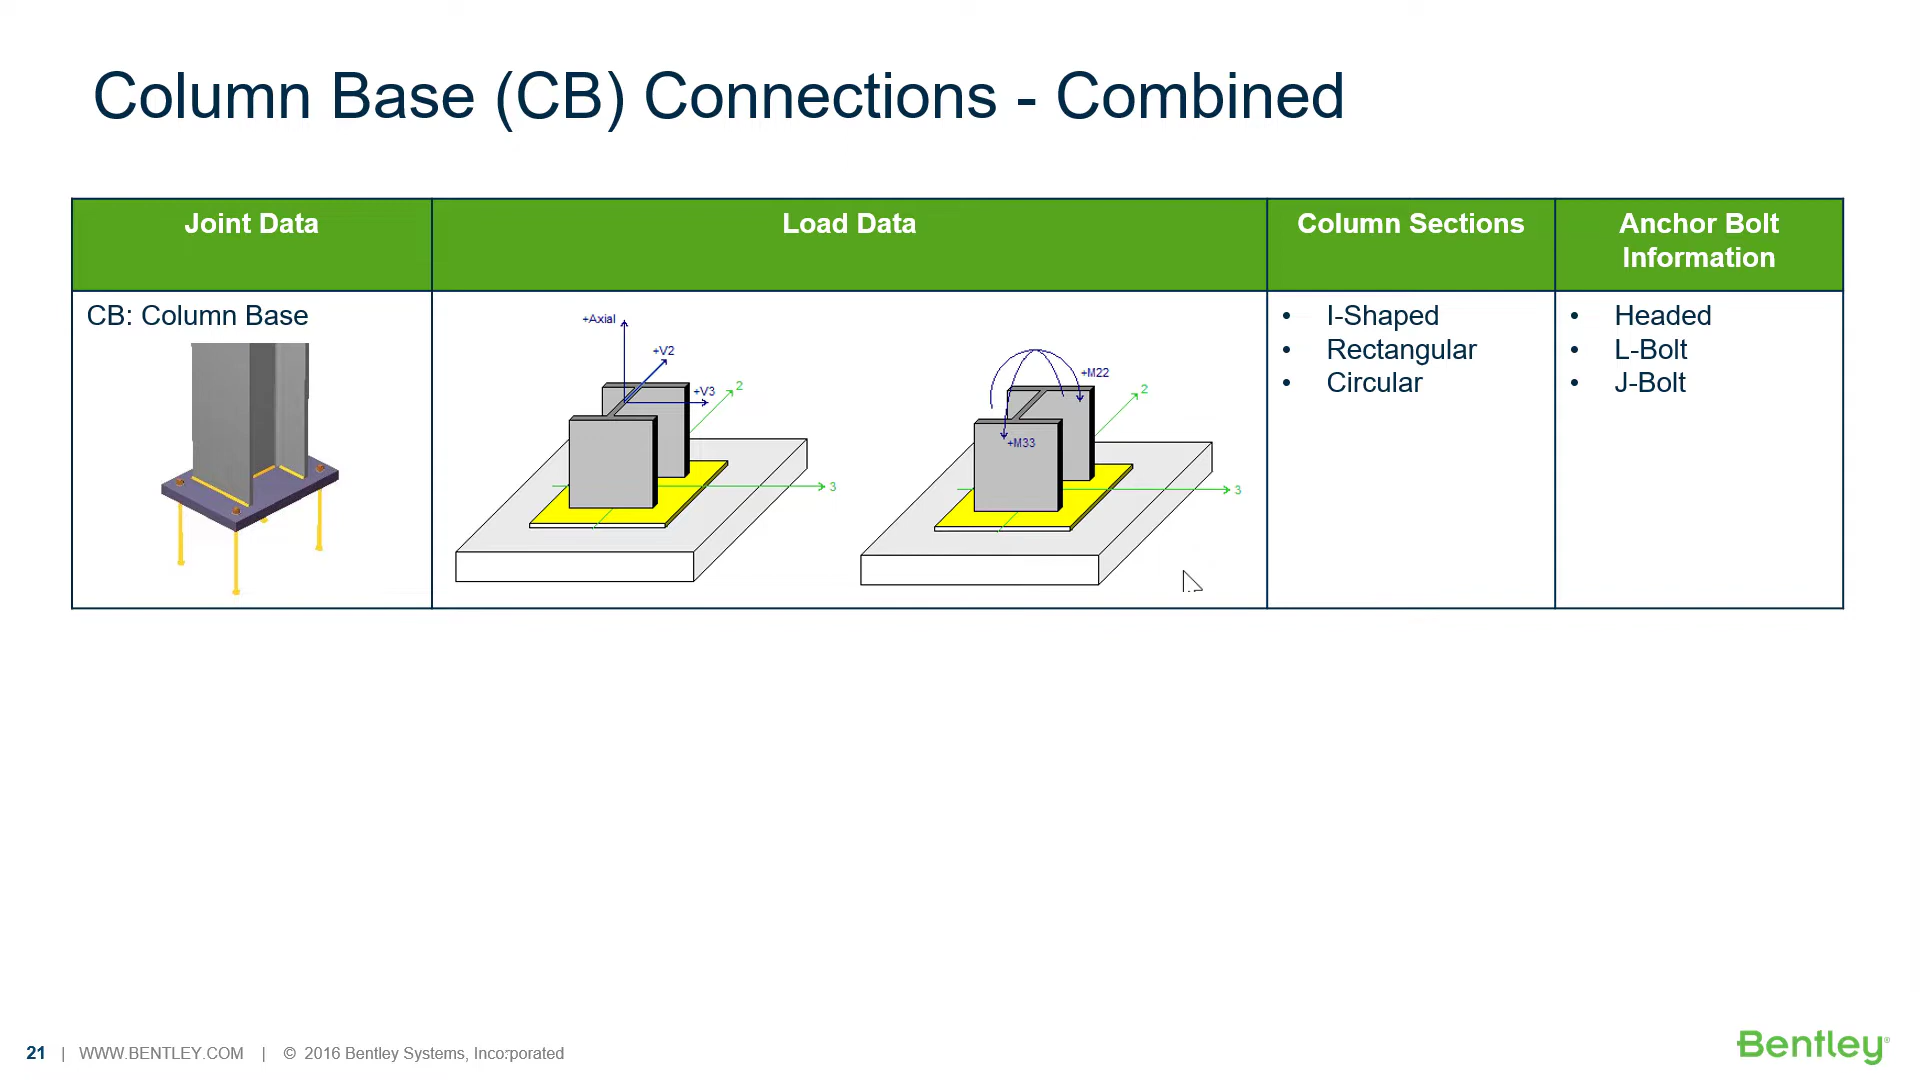 Column Base (CB) Connections - Combined
Joint Data
Load Data
Column Sections
Anchor Bolt
Information
CB: Column Base
+Axial
+V2
+V3
2
3
+M22
+M33
2
3
• I-Shaped
• Rectangular
• Circular
• Headed
• L-Bolt
• J-Bolt
21 | WWW.BENTLEY.COM | © 2016 Bentley Systems, Incorporated
Bentley®